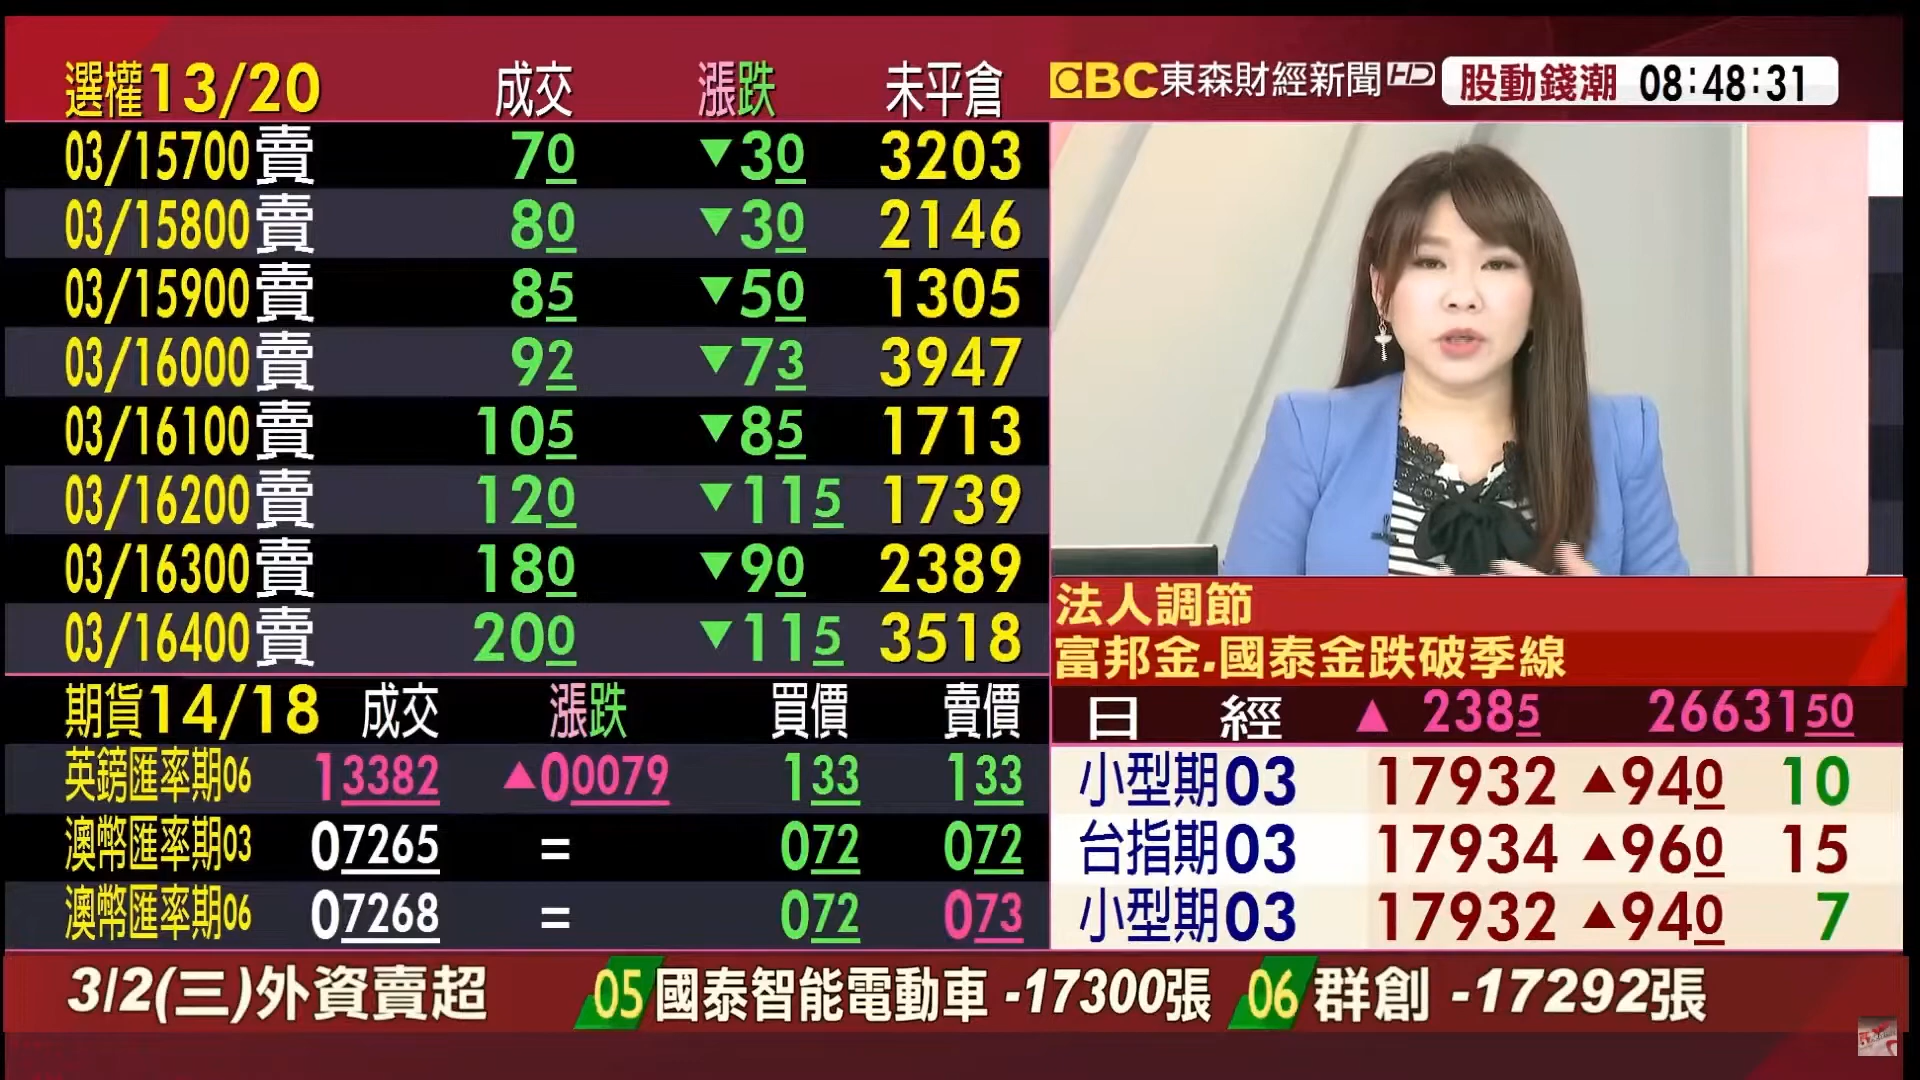 選權13/20 成交 漲跌 未平倉
03/15700賣 70 ▼30 3203
03/15800賣 80 ▼30 2146
03/15900賣 85 ▼50 1305
03/16000賣 92 ▼73 3947
03/16100賣 105 ▼85 1713
03/16200賣 120 ▼115 1739
03/16300賣 180 ▼90 2389
03/16400賣 200 ▼115 3518
期貨14/18 成交 漲跌 買價 賣價
英鎊匯率期06 13382 ▲00079 133 133
澳幣匯率期03 07265 = 072 072
澳幣匯率期06 07268 = 072 073
EBC東森財經新聞HD 股動錢潮 08:48:31
法人調節
富邦金.國泰金跌破季線
日經 ▲ 2385 2663150
小型期03 17932 ▲940 10
台指期03 17934 ▲960 15
小型期03 17932 ▲940 7
3/2(三)外資賣超 05 國泰智能電動車 -17300張 06 群創 -17292張